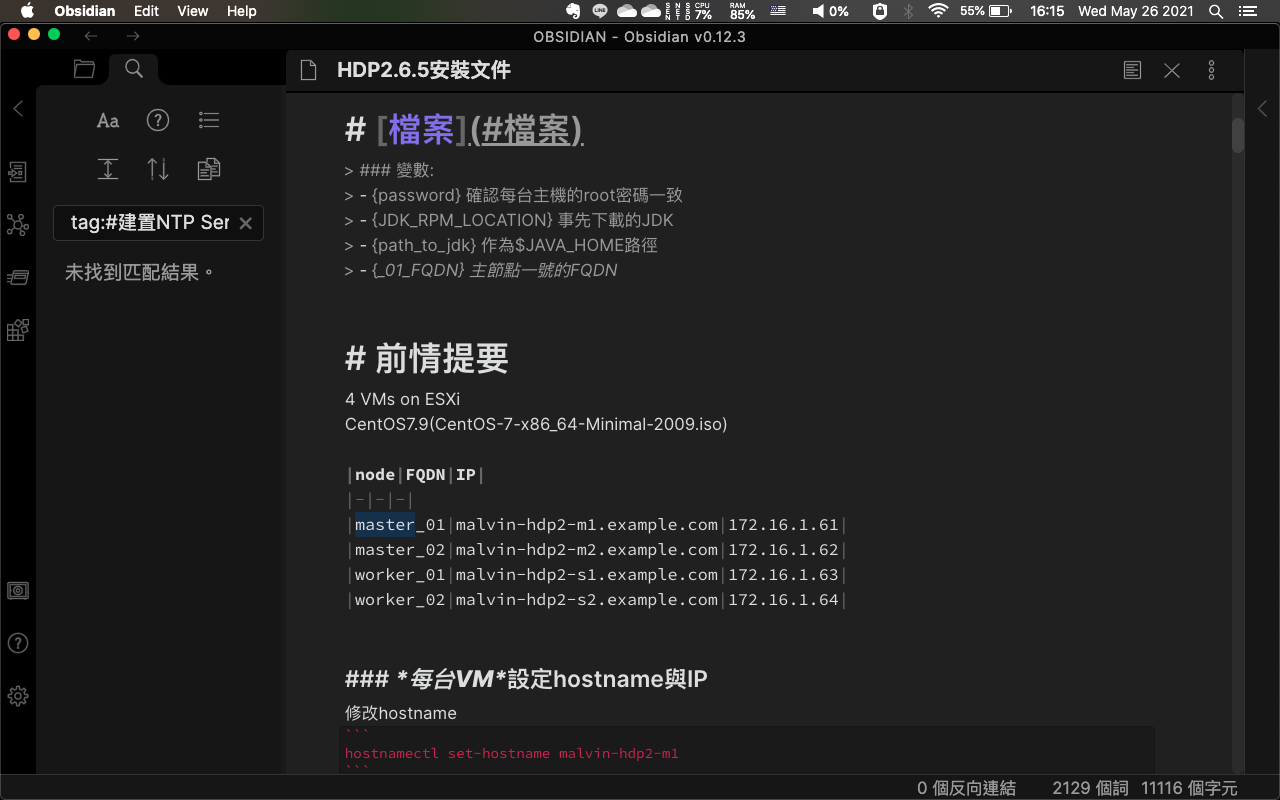 Obsidian Edit View Help LINE SENSED CPU 7% RAM 85% 0% 55% 16:15 Wed May 26 2021
OBSIDIAN - Obsidian v0.12.3
HDP2.6.5安裝文件
Aa
tag:#建置NTP Ser
未找到匹配結果。
# [檔案](#檔案)
> ### 變數:
> - {password} 確認每台主機的root密碼一致
> - {JDK_RPM_LOCATION} 事先下載的JDK
> - {path_to_jdk} 作為$JAVA_HOME路徑
> - {_01_FQDN} 主節點一號的FQDN
# 前情提要
4 VMs on ESXi
CentOS7.9(CentOS-7-x86_64-Minimal-2009.iso)
|node|FQDN|IP|
|-|-|-|
|master_01|malvin-hdp2-m1.example.com|172.16.1.61|
|master_02|malvin-hdp2-m2.example.com|172.16.1.62|
|worker_01|malvin-hdp2-s1.example.com|172.16.1.63|
|worker_02|malvin-hdp2-s2.example.com|172.16.1.64|
### *每台VM*設定hostname與IP
修改hostname
```
hostnamectl set-hostname malvin-hdp2-m1
```
0 個反向連結 2129 個詞 11116 個字元